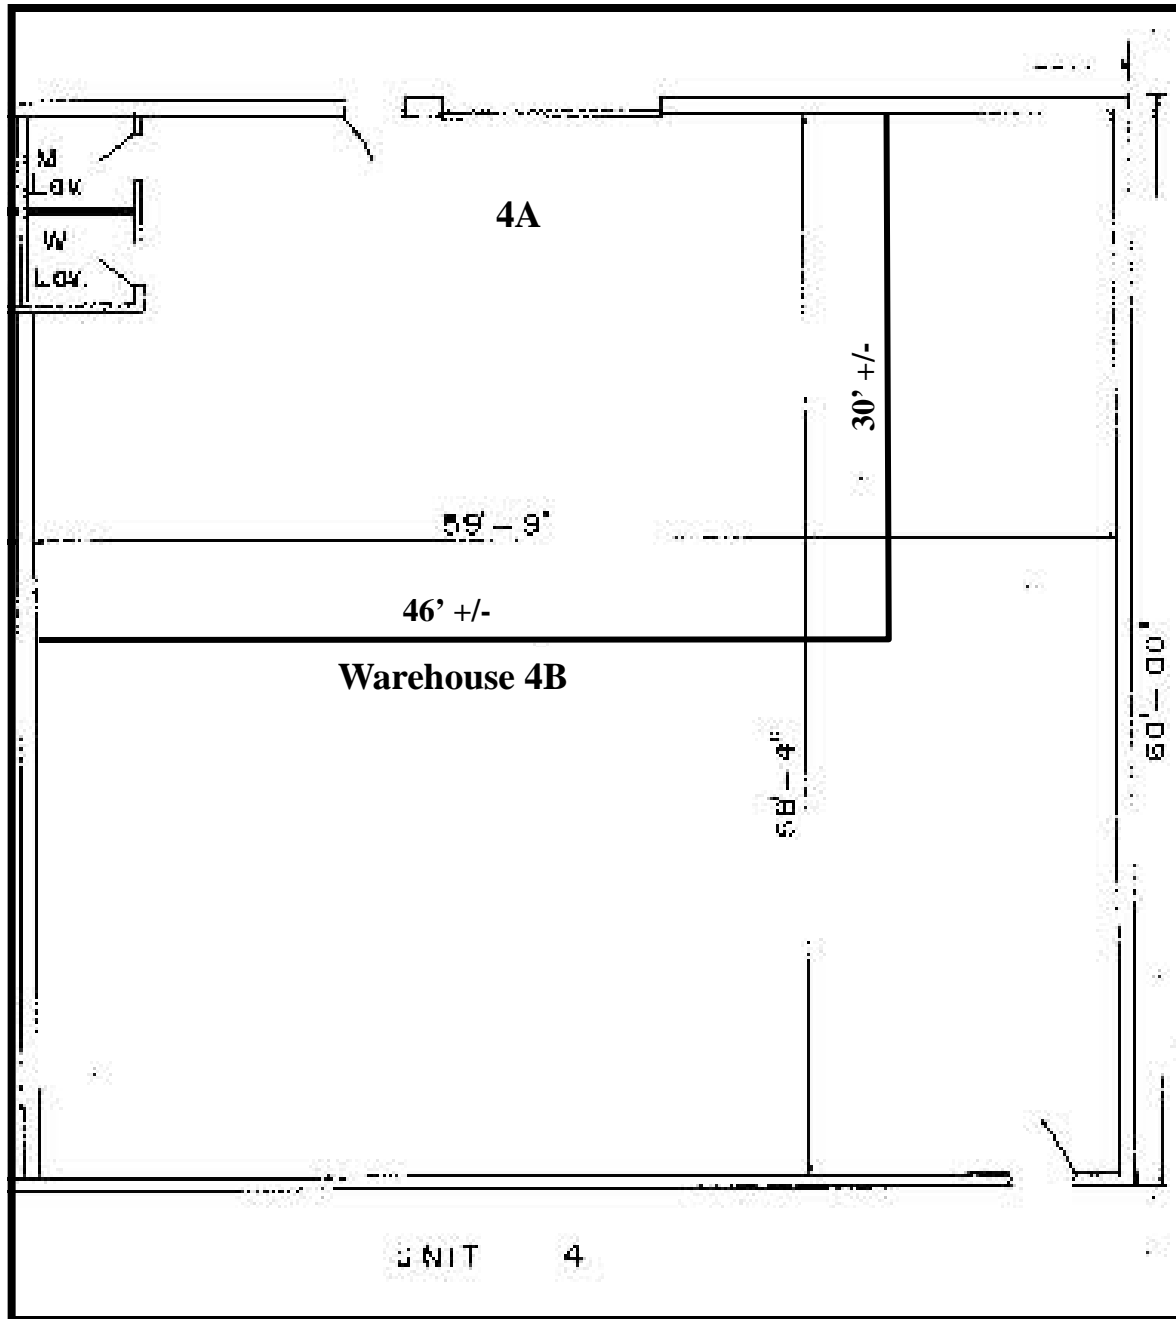 M
Lav.
W
Lav.
4A
30’ +/-
59'-9"
46’ +/-
Warehouse 4B
58'-4"
60'-00"
UNIT 4